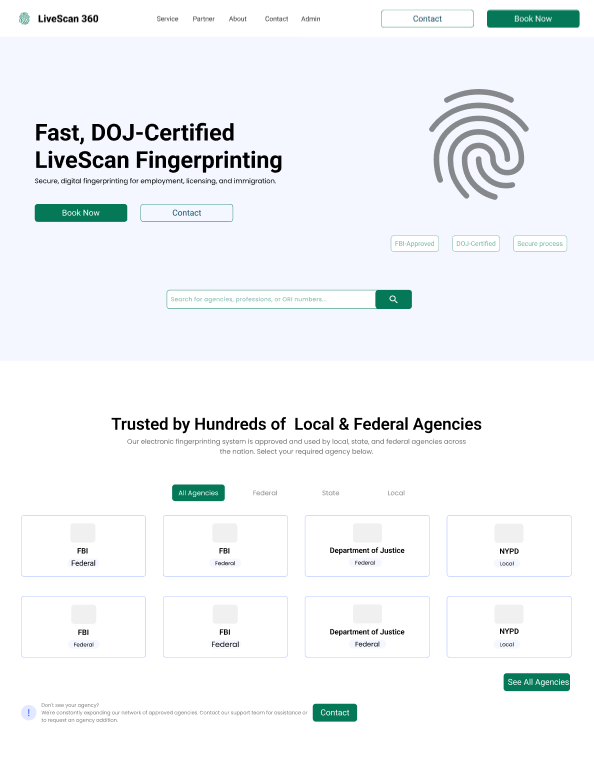 LiveScan 360
Service Partner About Contact Admin
Contact
Book Now
Fast, DOJ-Certified
LiveScan Fingerprinting
Secure, digital fingerprinting for employment, licensing, and immigration.
Book Now
Contact
FBI-Approved
DOJ-Certified
Secure process
Search for agencies, professions, or ORI numbers...
Trusted by Hundreds of Local & Federal Agencies
Our electronic fingerprinting system is approved and used by local, state, and federal agencies across
the nation. Select your required agency below.
All Agencies
Federal
State
Local
FBI
Federal
FBI
Federal
Department of Justice
Federal
NYPD
Local
FBI
Federal
FBI
Federal
Department of Justice
Federal
NYPD
Local
See All Agencies
!
Don't see your agency?
We're constantly expanding our network of approved agencies. Contact our support team for assistance or
to request an agency addition.
Contact